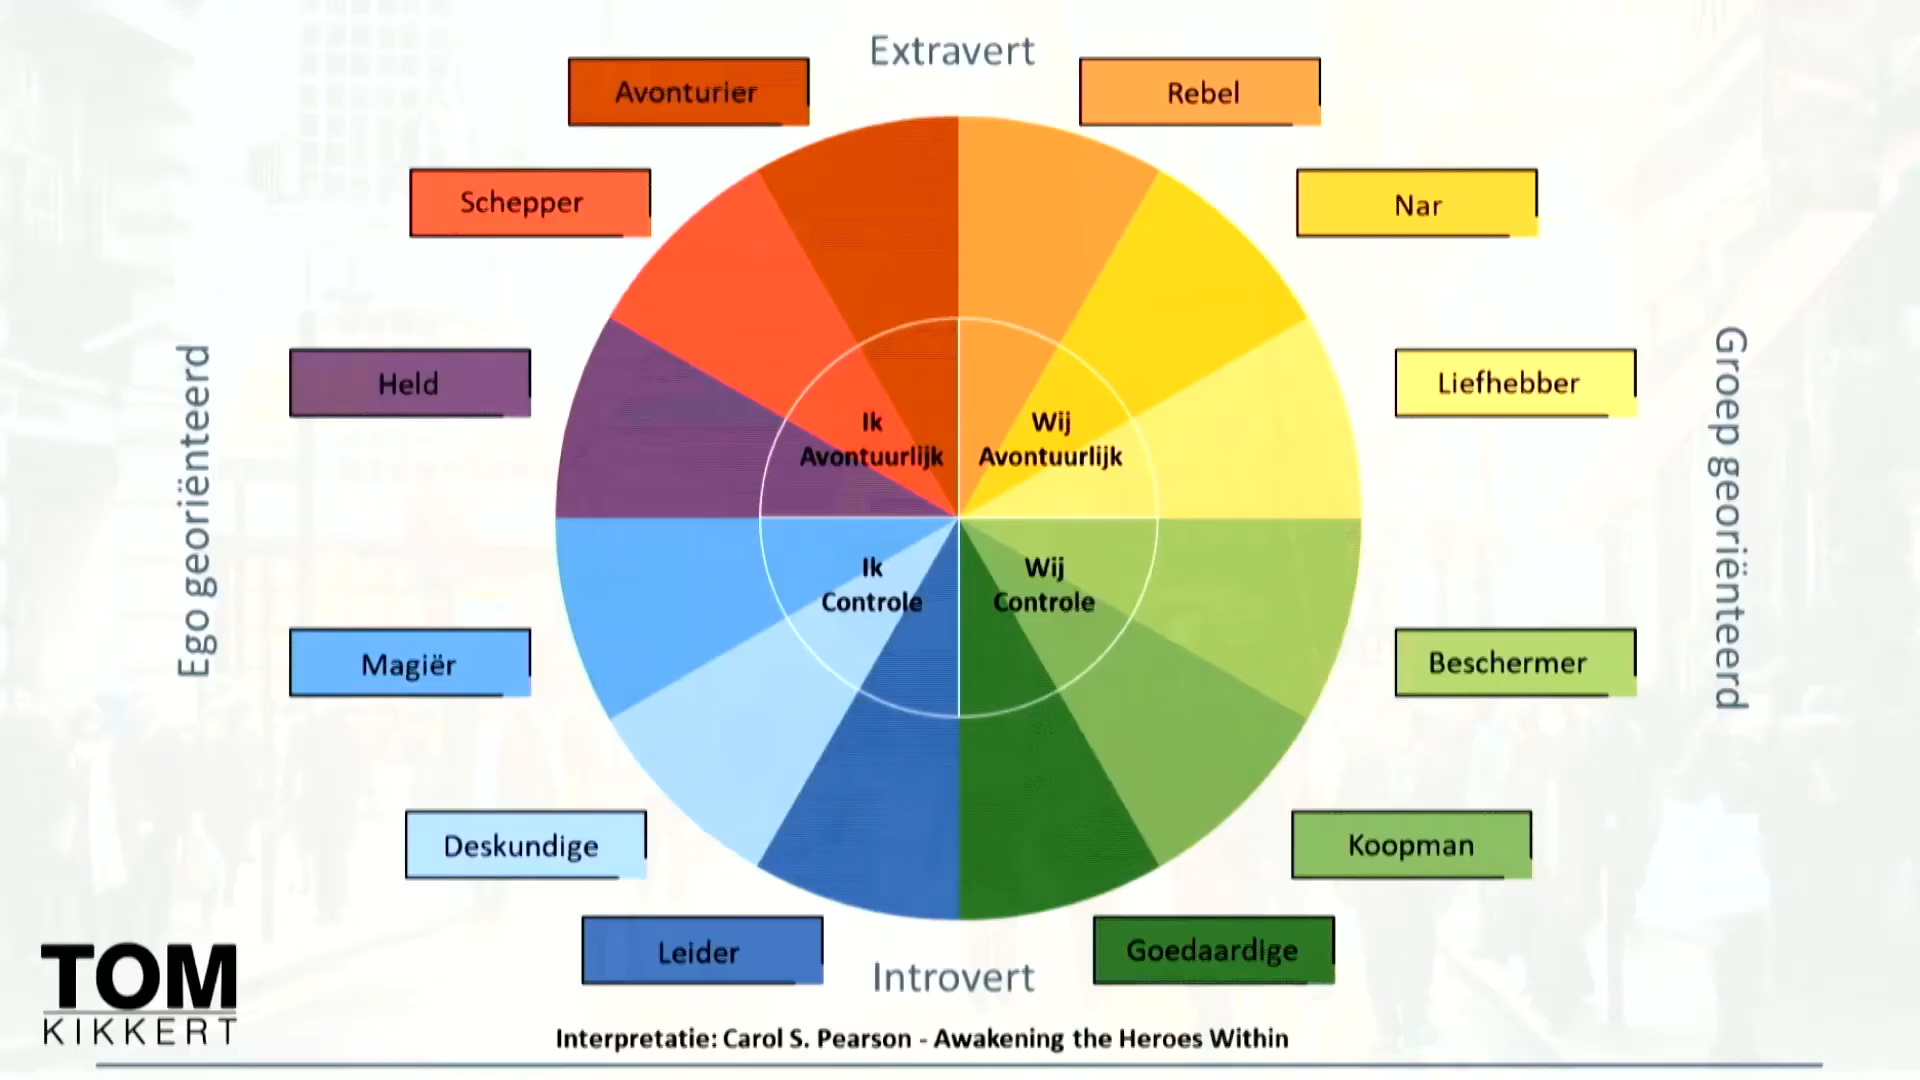 Extravert
Avonturier
Rebel
Schepper
Nar
Held
Liefhebber
Ego georiënteerd
Groep georiënteerd
Ik
Avontuurlijk
Wij
Avontuurlijk
Ik
Controle
Wij
Controle
Magiër
Beschermer
Deskundige
Koopman
Leider
Goedaardige
Introvert
TOM
KIKKERT
Interpretatie: Carol S. Pearson - Awakening the Heroes Within